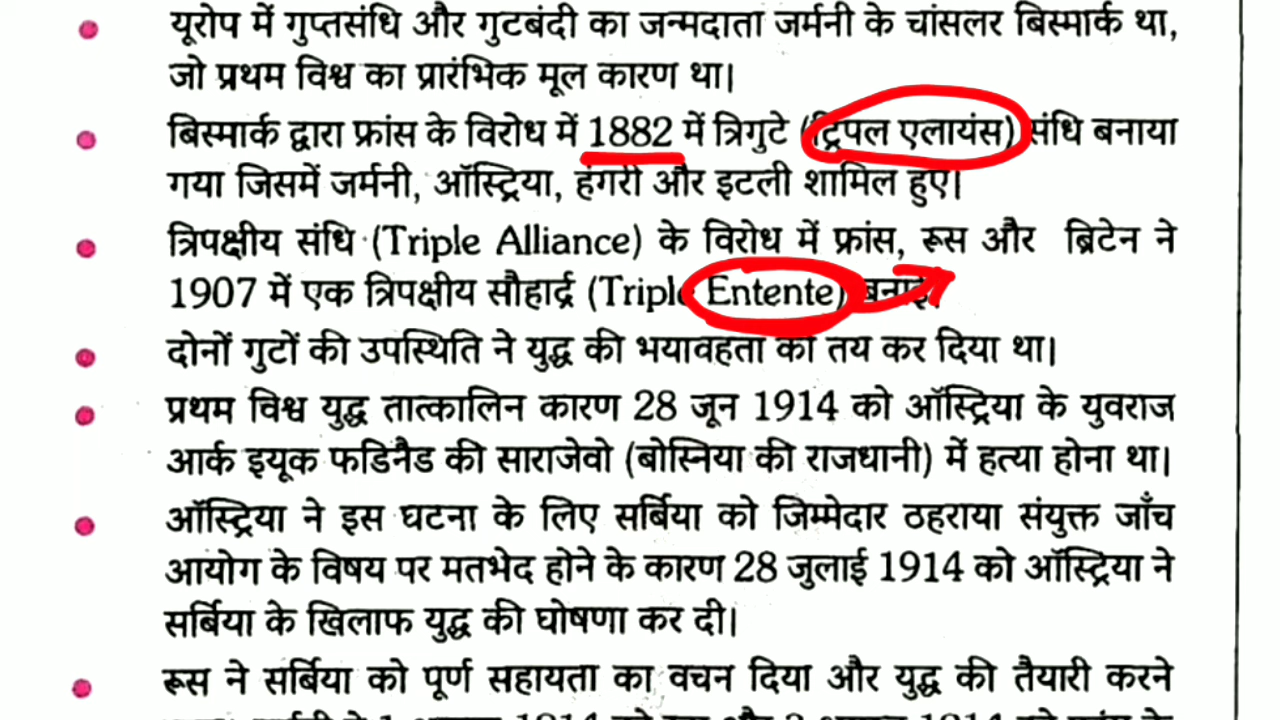 यूरोप में गुप्तसंधि और गुटबंदी का जन्मदाता जर्मनी के चांसलर बिस्मार्क था,
जो प्रथम विश्व का प्रारंभिक मूल कारण था।
बिस्मार्क द्वारा फ्रांस के विरोध में 1882 में त्रिगुटे (ट्रिपल एलायंस) संधि बनाया
गया जिसमें जर्मनी, ऑस्ट्रिया, हंगरी और इटली शामिल हुए।
त्रिपक्षीय संधि (Triple Alliance) के विरोध में फ्रांस, रूस और ब्रिटेन ने
1907 में एक त्रिपक्षीय सौहार्द्र (Triple Entente) बनाई।
दोनों गुटों की उपस्थिति ने युद्ध की भयावहता को तय कर दिया था।
प्रथम विश्व युद्ध तात्कालिन कारण 28 जून 1914 को ऑस्ट्रिया के युवराज
आर्क इयूक फडिनैड की साराजेवो (बोस्निया की राजधानी) में हत्या होना था।
ऑस्ट्रिया ने इस घटना के लिए सर्बिया को जिम्मेदार ठहराया संयुक्त जाँच
आयोग के विषय पर मतभेद होने के कारण 28 जुलाई 1914 को ऑस्ट्रिया ने
सर्बिया के खिलाफ युद्ध की घोषणा कर दी।
रूस ने सर्बिया को पूर्ण सहायता का वचन दिया और युद्ध की तैयारी करने